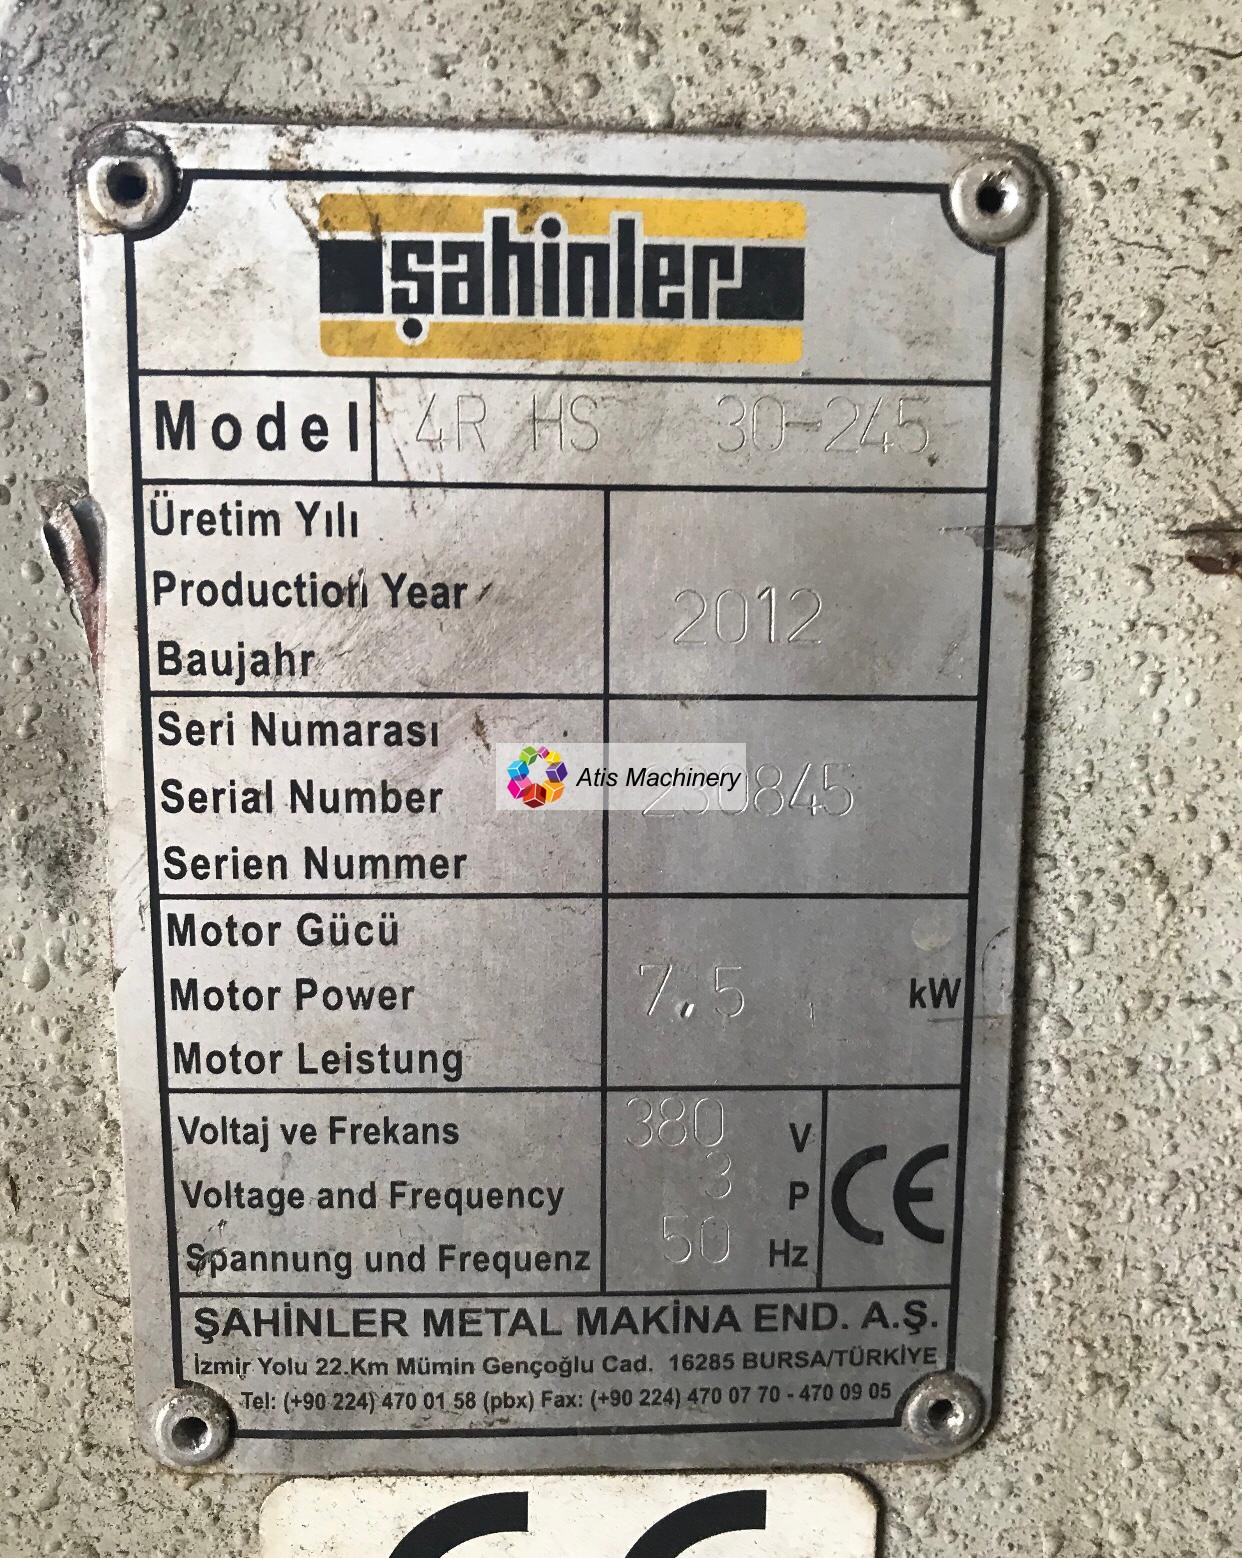 şahinler
Model 4R HS 30-245
Üretim Yılı
Production Year 2012
Baujahr
Seri Numarası
Atis Machinery
Serial Number 230845
Serien Nummer
Motor Gücü
Motor Power 7,5 kW
Motor Leistung
Voltaj ve Frekans 380 V
Voltage and Frequency 3 P
Spannung und Frequenz 50 Hz
CE
ŞAHİNLER METAL MAKİNA END. A.Ş.
İzmir Yolu 22.Km Mümin Gençoğlu Cad. 16285 BURSA/TÜRKİYE
Tel: (+90 224) 470 01 58 (pbx) Fax: (+90 224) 470 07 70 - 470 09 05